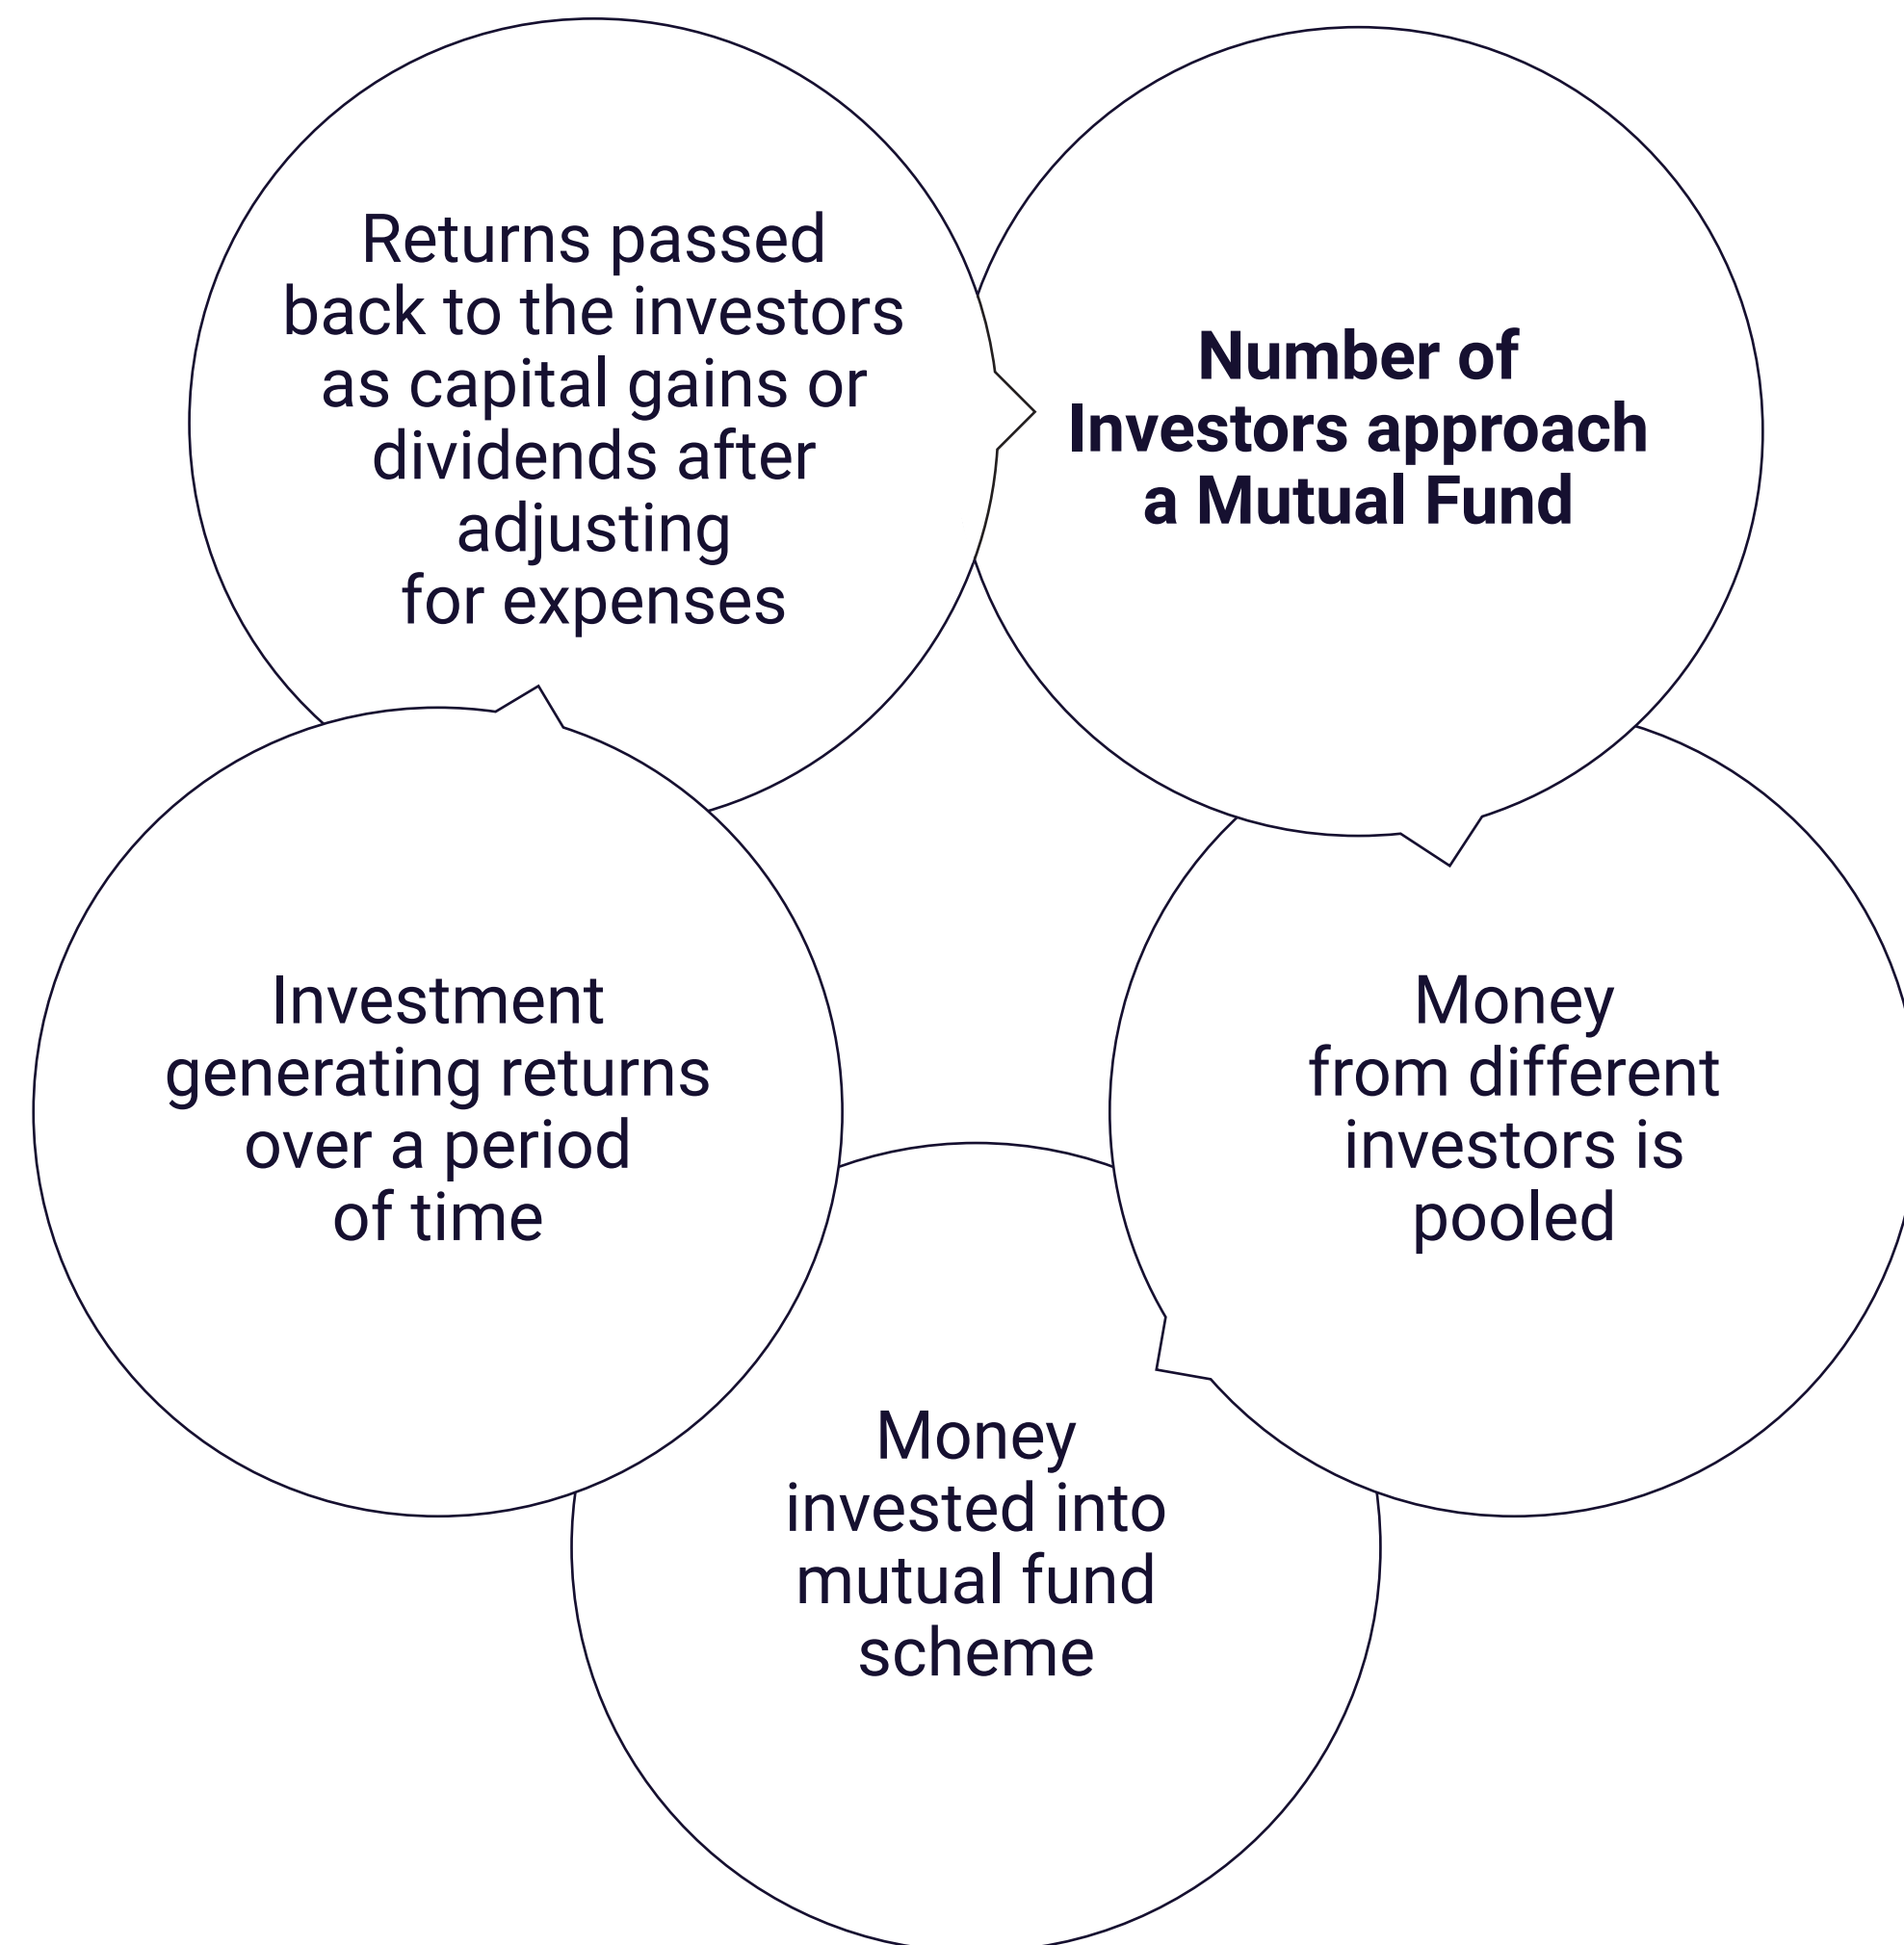 Returns passed
back to the investors
as capital gains or
dividends after
adjusting
for expenses
Number of
Investors approach
a Mutual Fund
Investment
generating returns
over a period
of time
Money
from different
investors is
pooled
Money
invested into
mutual fund
scheme